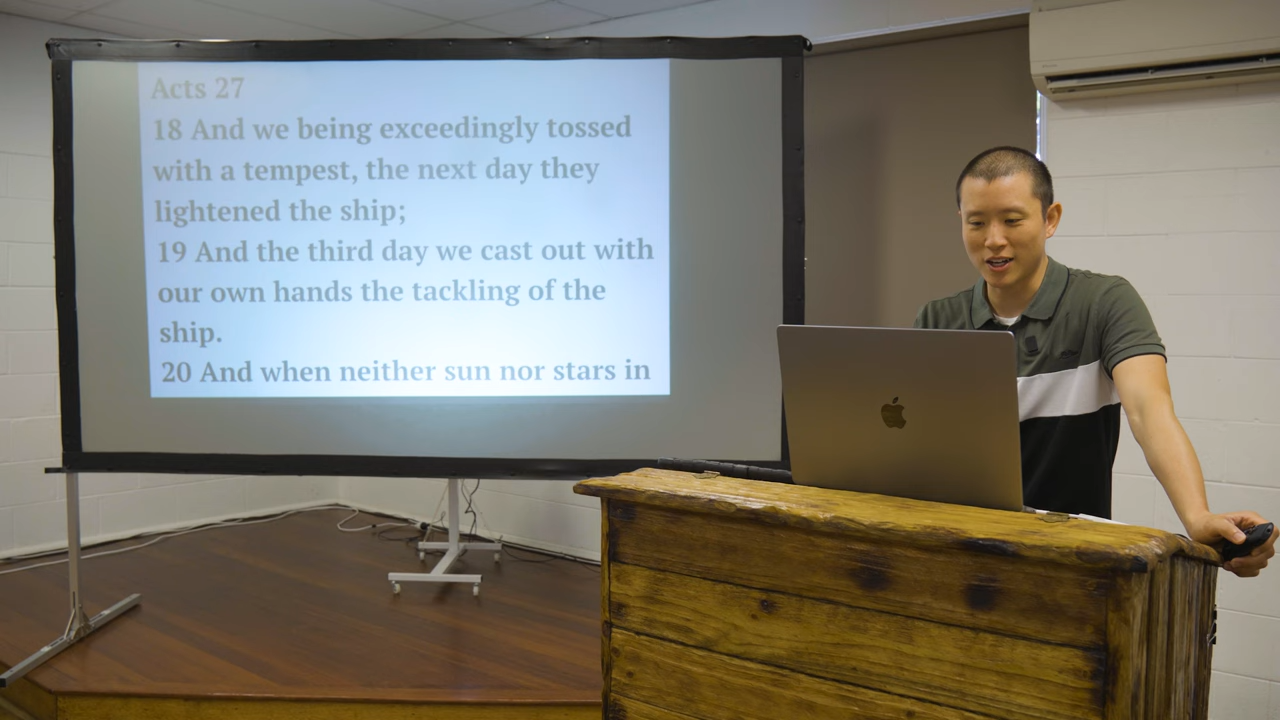 Acts 27
18 And we being exceedingly tossed
with a tempest, the next day they
lightened the ship;
19 And the third day we cast out with
our own hands the tackling of the
ship.
20 And when neither sun nor stars in